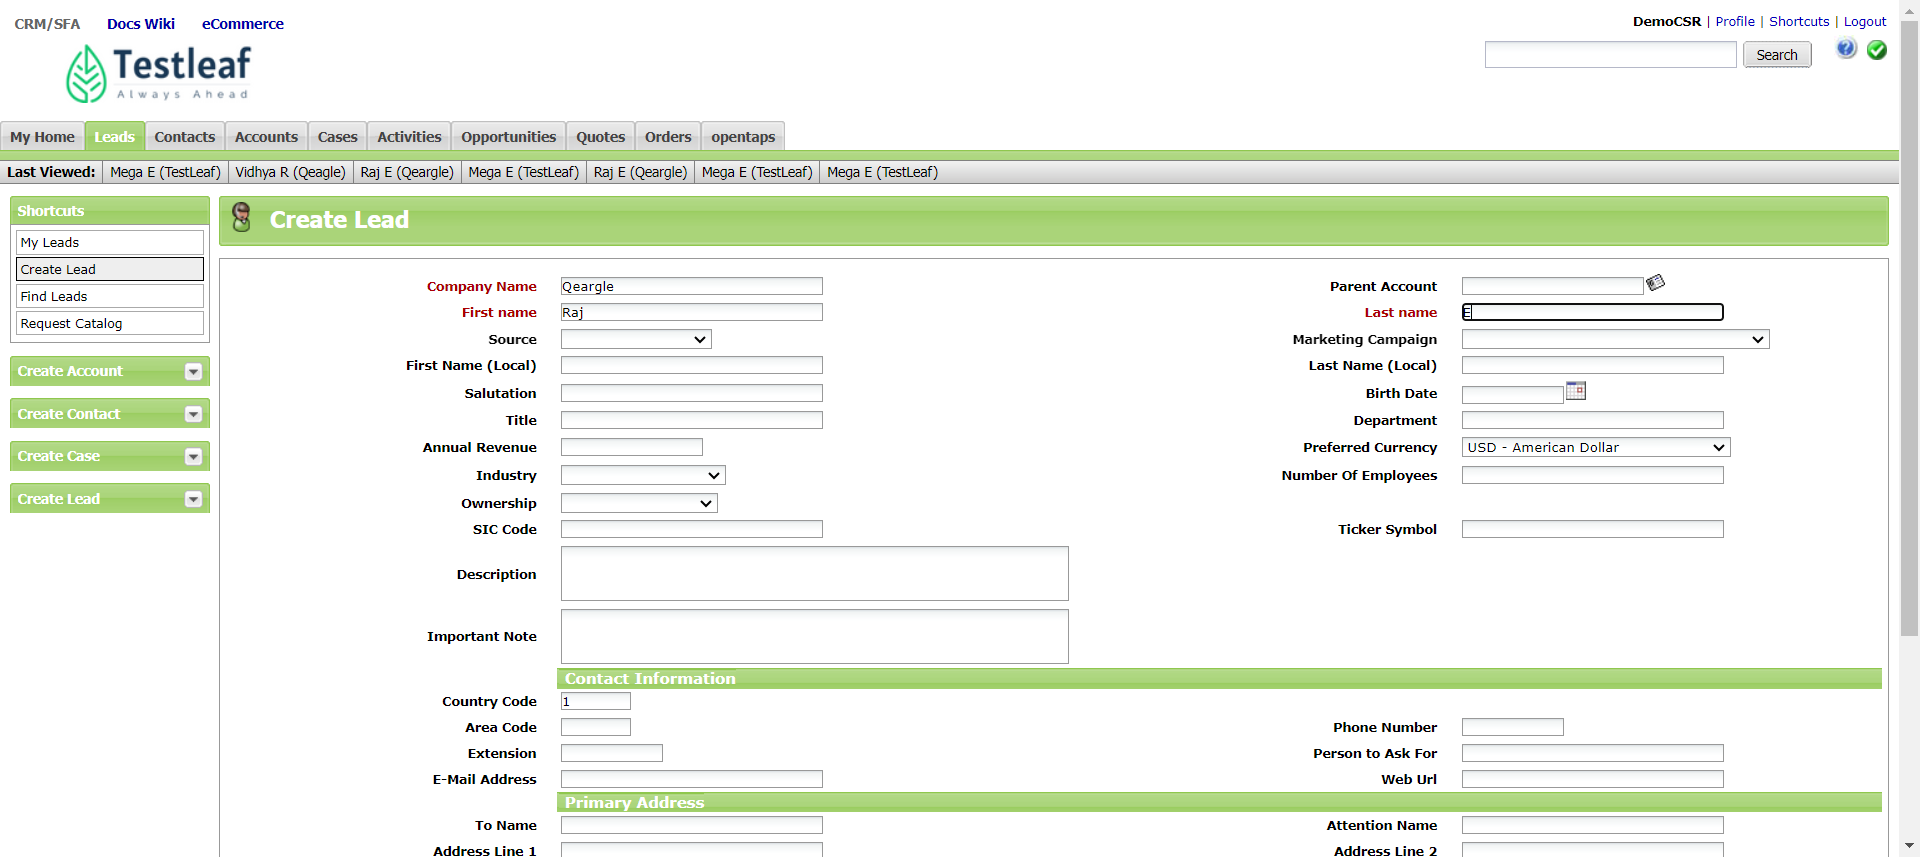 CRM/SFA Docs Wiki eCommerce
DemoCSR | Profile | Shortcuts | Logout
Testleaf
Always Ahead
Search
My Home Leads Contacts Accounts Cases Activities Opportunities Quotes Orders opentaps
Last Viewed: Mega E (TestLeaf) Vidhya R (Qeagle) Raj E (Qeargle) Mega E (TestLeaf) Raj E (Qeargle) Mega E (TestLeaf) Mega E (TestLeaf)
Shortcuts
My Leads
Create Lead
Find Leads
Request Catalog
Create Account
Create Contact
Create Case
Create Lead
Create Lead
Company Name Qeargle Parent Account
First name Raj Last name E
Source Marketing Campaign
First Name (Local) Last Name (Local)
Salutation Birth Date
Title Department
Annual Revenue Preferred Currency USD - American Dollar
Industry Number Of Employees
Ownership
SIC Code Ticker Symbol
Description
Important Note
Contact Information
Country Code 1
Area Code Phone Number
Extension Person to Ask For
E-Mail Address Web Url
Primary Address
To Name Attention Name
Address Line 1 Address Line 2